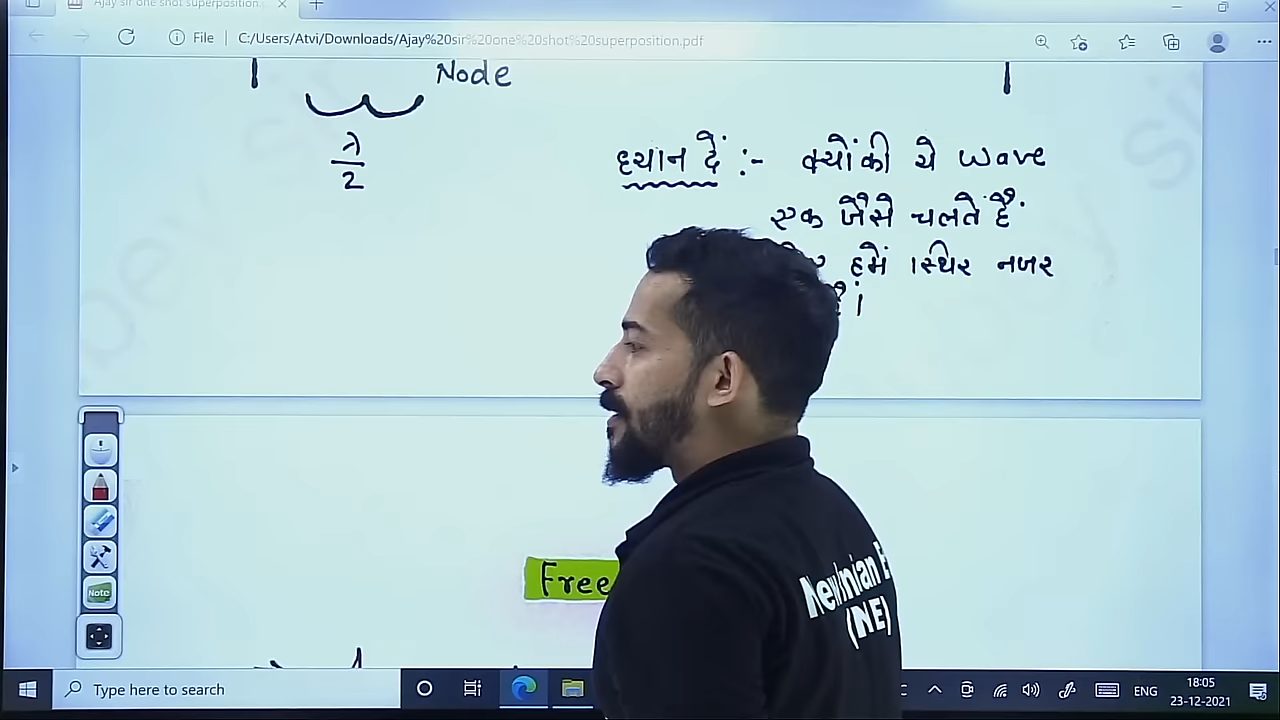 Ajay sir one shot superposition
File
C:/Users/Atvi/Downloads/Ajay%20sir%20one%20shot%20superposition.pdf
Node
λ
2
ध्यान दें :- क्योंकी ये wave
एक जैसे चलते हैं
हमें स्थिर नजर
हैं।
Free
Note
(NE)
Type here to search
ENG
18:05
23-12-2021